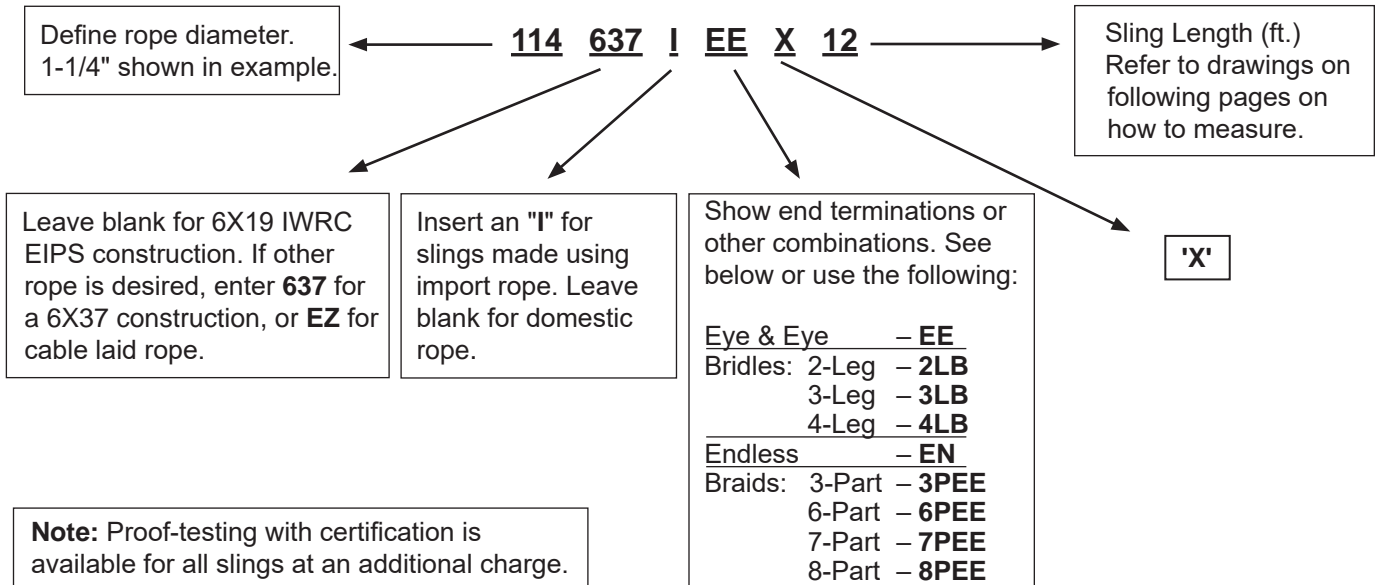 Define rope diameter.
1-1/4" shown in example.
114 637 I EE X 12
Sling Length (ft.)
Refer to drawings on
following pages on
how to measure.
Leave blank for 6X19 IWRC
EIPS construction. If other
rope is desired, enter 637 for
a 6X37 construction, or EZ for
cable laid rope.
Insert an "I" for
slings made using
import rope. Leave
blank for domestic
rope.
Show end terminations or
other combinations. See
below or use the following:
Eye & Eye – EE
Bridles: 2-Leg – 2LB
3-Leg – 3LB
4-Leg – 4LB
Endless – EN
Braids: 3-Part – 3PEE
6-Part – 6PEE
7-Part – 7PEE
8-Part – 8PEE
'X'
Note: Proof-testing with certification is
available for all slings at an additional charge.